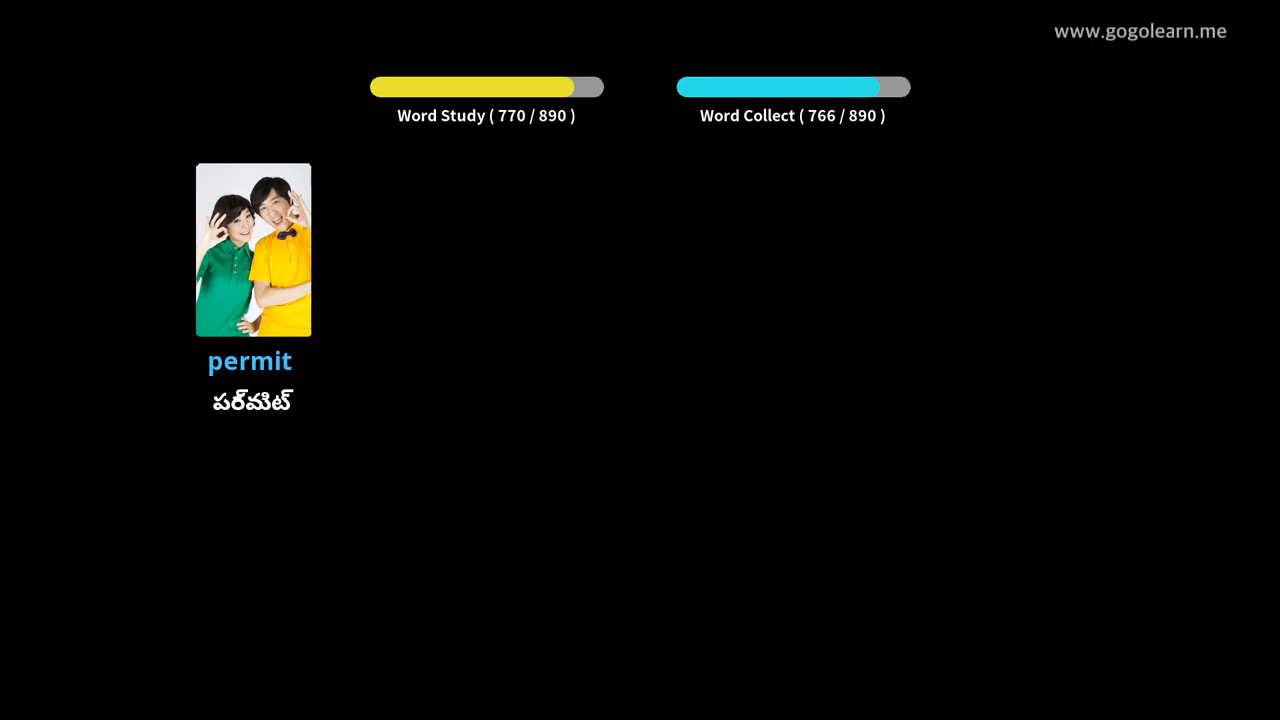 www.gogolearn.me
Word Study ( 770 / 890 )
Word Collect ( 766 / 890 )
permit
పర్‌మిట్